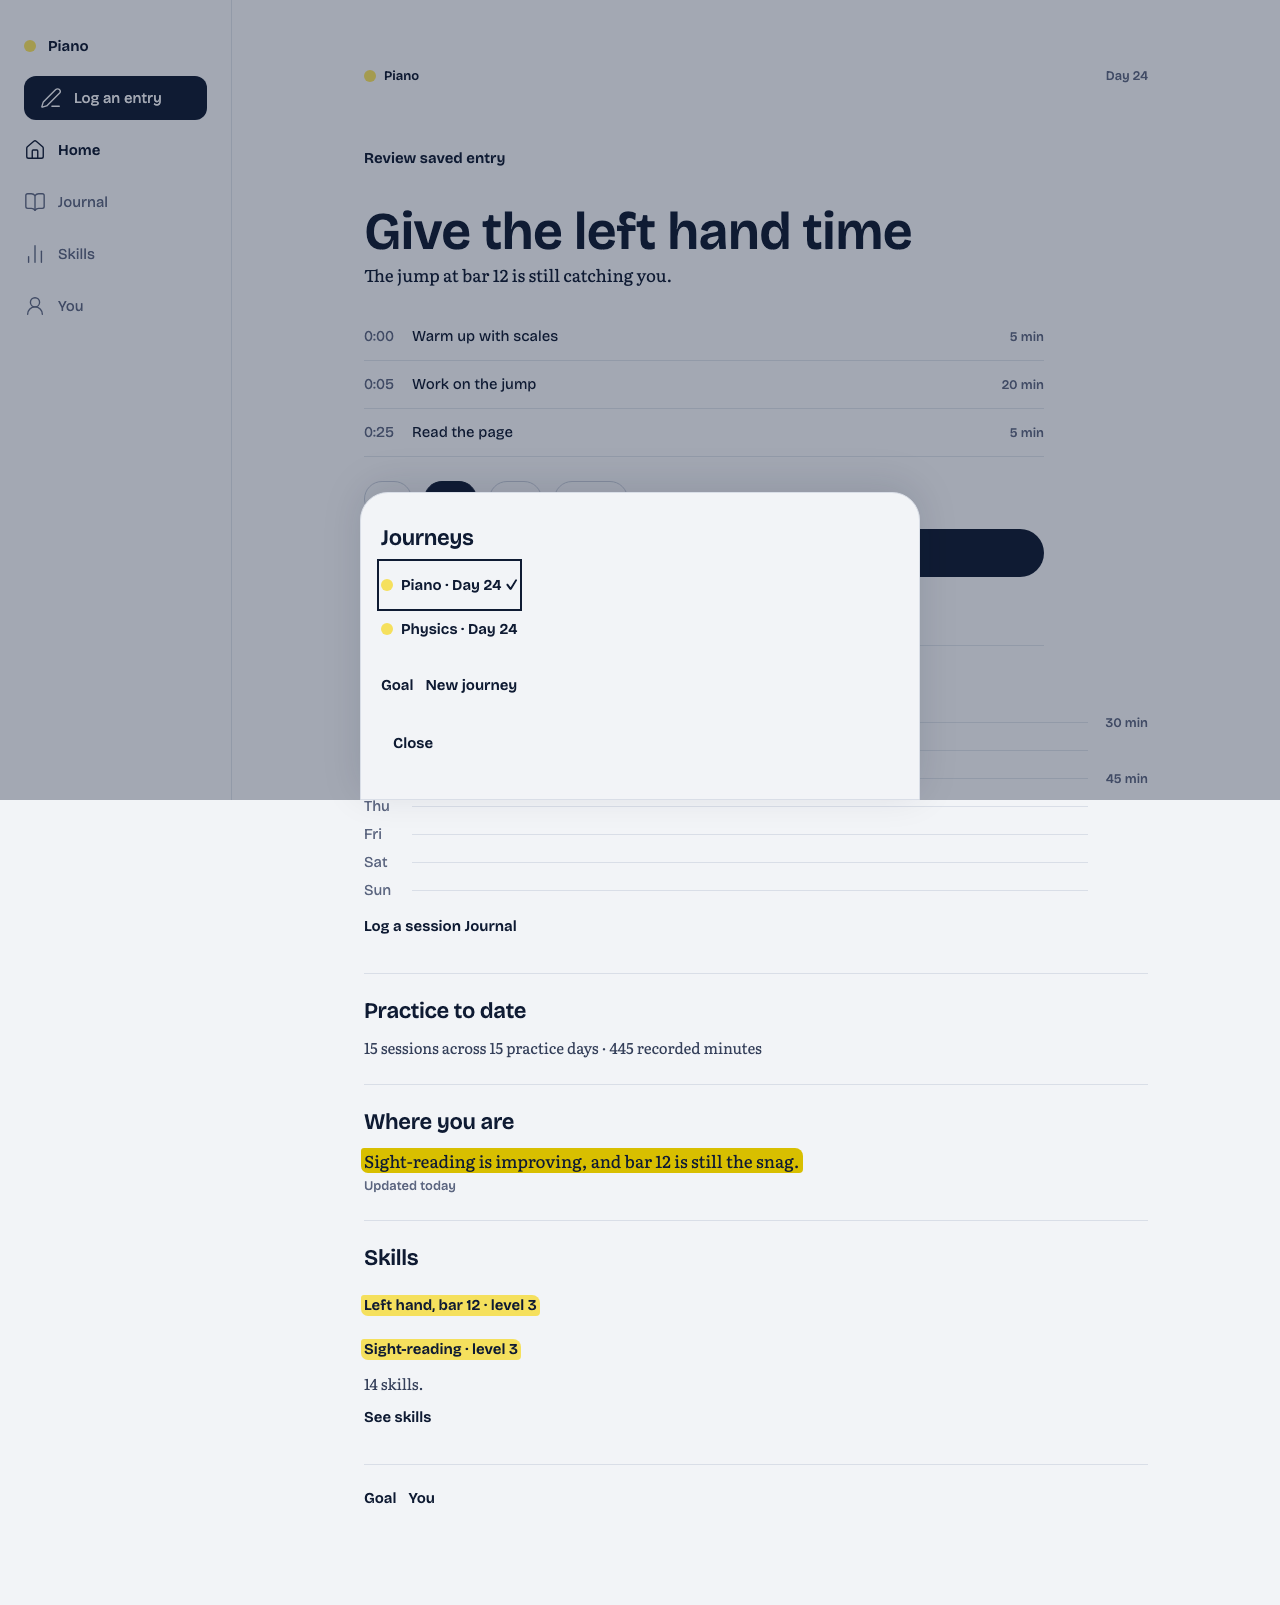 Piano
Log an entry
Home
Journal
Skills
You
Piano
Day 24
Review saved entry
Give the left hand time
The jump at bar 12 is still catching you.
0:00 Warm up with scales 5 min
0:05 Work on the jump 20 min
0:25 Read the page 5 min
Journeys
Piano · Day 24 ✓
Physics · Day 24
Goal New journey
Close
30 min
45 min
Thu
Fri
Sat
Sun
Log a session Journal
Practice to date
15 sessions across 15 practice days · 445 recorded minutes
Where you are
Sight-reading is improving, and bar 12 is still the snag.
Updated today
Skills
Left hand, bar 12 · level 3
Sight-reading · level 3
14 skills.
See skills
Goal You